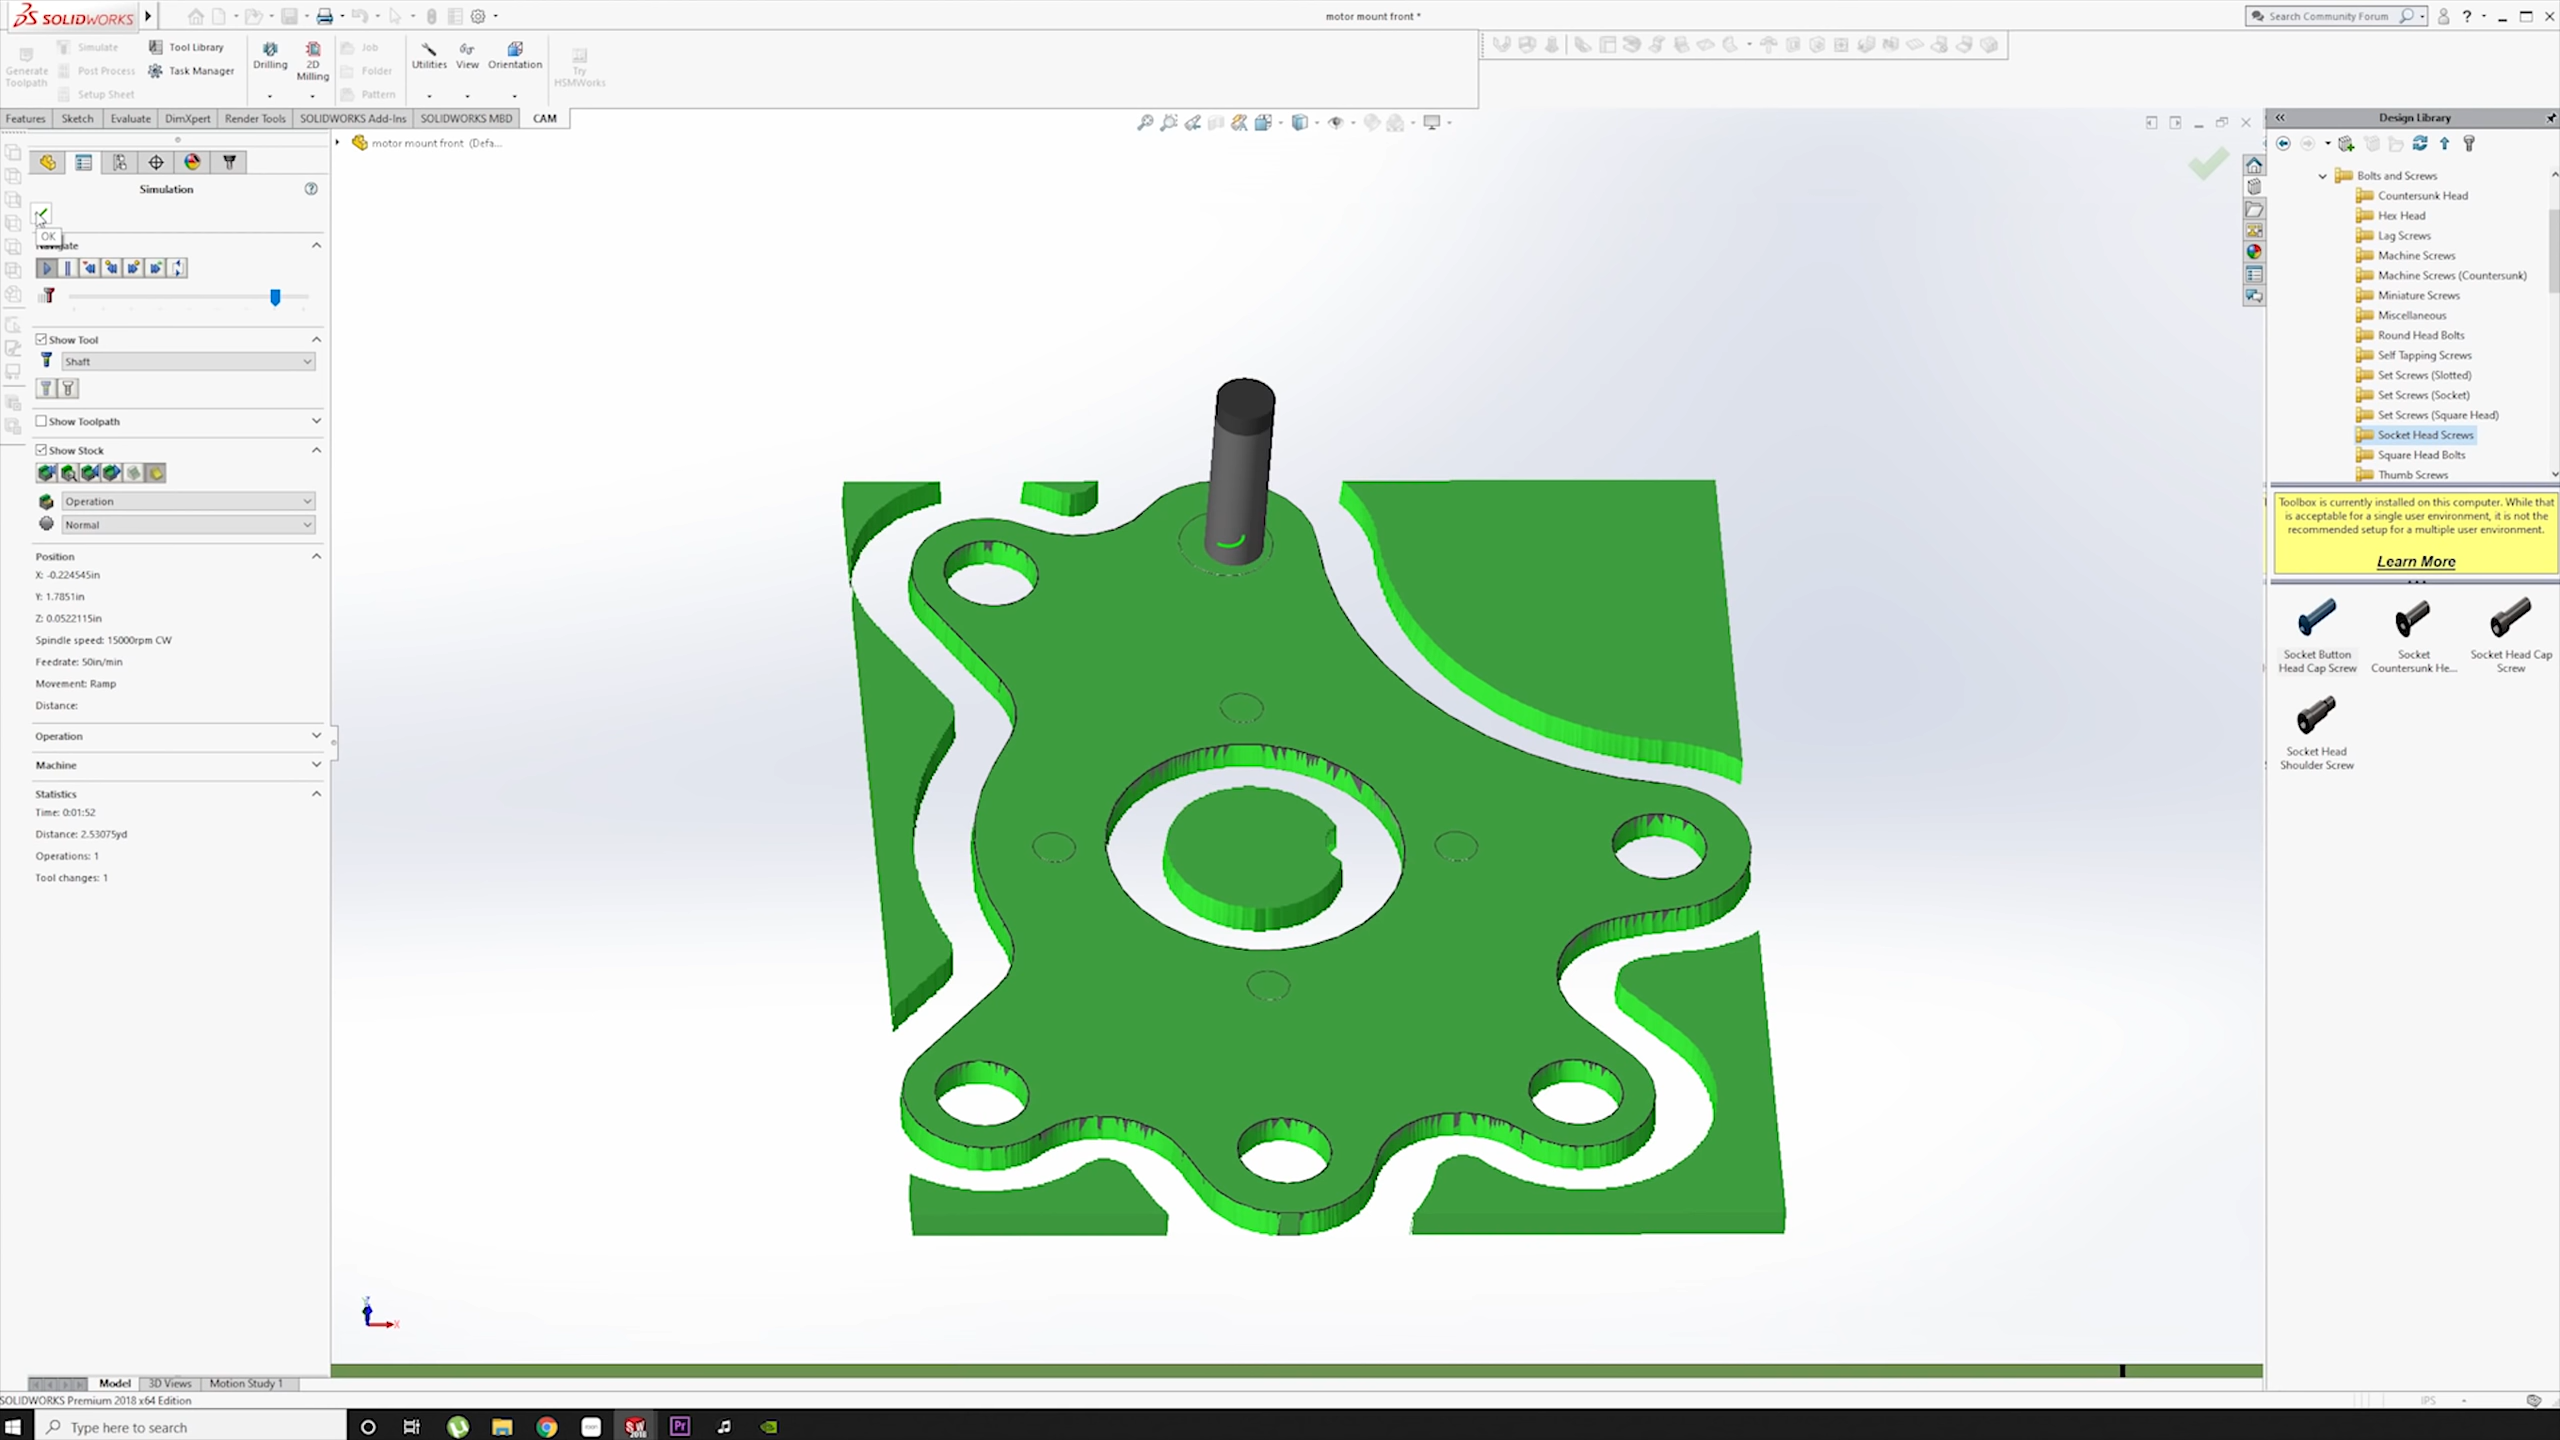 SOLIDWORKS
motor mount front *
Search Community Forum
?
Generate Toolpath
Simulate
Post Process
Setup Sheet
Tool Library
Task Manager
Drilling
2D Milling
Job
Folder
Pattern
Utilities
View
Orientation
Try HSMWorks
Features
Sketch
Evaluate
DimXpert
Render Tools
SOLIDWORKS Add-Ins
SOLIDWORKS MBD
CAM
motor mount front (Defa...
Simulation
OK
Show Tool
Shaft
Show Toolpath
Show Stock
Operation
Normal
Position
X: -0.224545in
Y: 1.7851in
Z: 0.0522115in
Spindle speed: 15000rpm CW
Feedrate: 50in/min
Movement: Ramp
Distance:
Operation
Machine
Statistics
Time: 0:01:52
Distance: 2.53075yd
Operations: 1
Tool changes: 1
Design Library
Bolts and Screws
Countersunk Head
Hex Head
Lag Screws
Machine Screws
Machine Screws (Countersunk)
Miniature Screws
Miscellaneous
Round Head Bolts
Self Tapping Screws
Set Screws (Slotted)
Set Screws (Socket)
Set Screws (Square Head)
Socket Head Screws
Square Head Bolts
Thumb Screws
Toolbox is currently installed on this computer. While that
is acceptable for a single user environment, it is not the
recommended setup for a multiple user environment.
Learn More
Socket Button
Head Cap Screw
Socket
Countersunk He...
Socket Head Cap
Screw
Socket Head
Shoulder Screw
X
Model
3D Views
Motion Study 1
SOLIDWORKS Premium 2018 x64 Edition
IPS
Type here to search
SW
2018
Pr